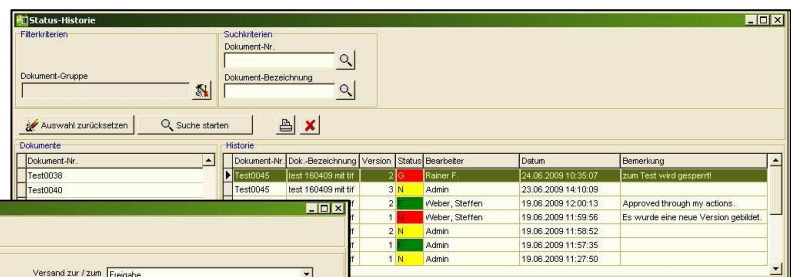 Status-Historie
Filterkriterien
Suchkriterien
Dokument-Nr.
Dokument-Gruppe
Dokument-Bezeichnung
Auswahl zurücksetzen Suche starten
Dokumente
Historie
Dokument-Nr.
Test0038
Test0040
Dokument-Nr. Dok.-Bezeichnung Version Status Bearbeiter Datum Bemerkung
Test0045 test 160409 mit tif 2 G Rainer F. 24.06.2009 10:35:07 zum Test wird gesperrt!
Test0045 test 160409 mit tif 3 N Admin 23.06.2009 14:10:09
if 2 F Weber, Steffen 19.06.2009 12:00:13 Approved through my actions.
if 1 G Weber, Steffen 19.06.2009 11:59:56 Es wurde eine neue Version gebildet.
if 2 N Admin 19.06.2009 11:58:52
if 1 F Admin 19.06.2009 11:57:35
if 1 N Admin 19.06.2009 11:27:50
Versand zur / zum Freigabe